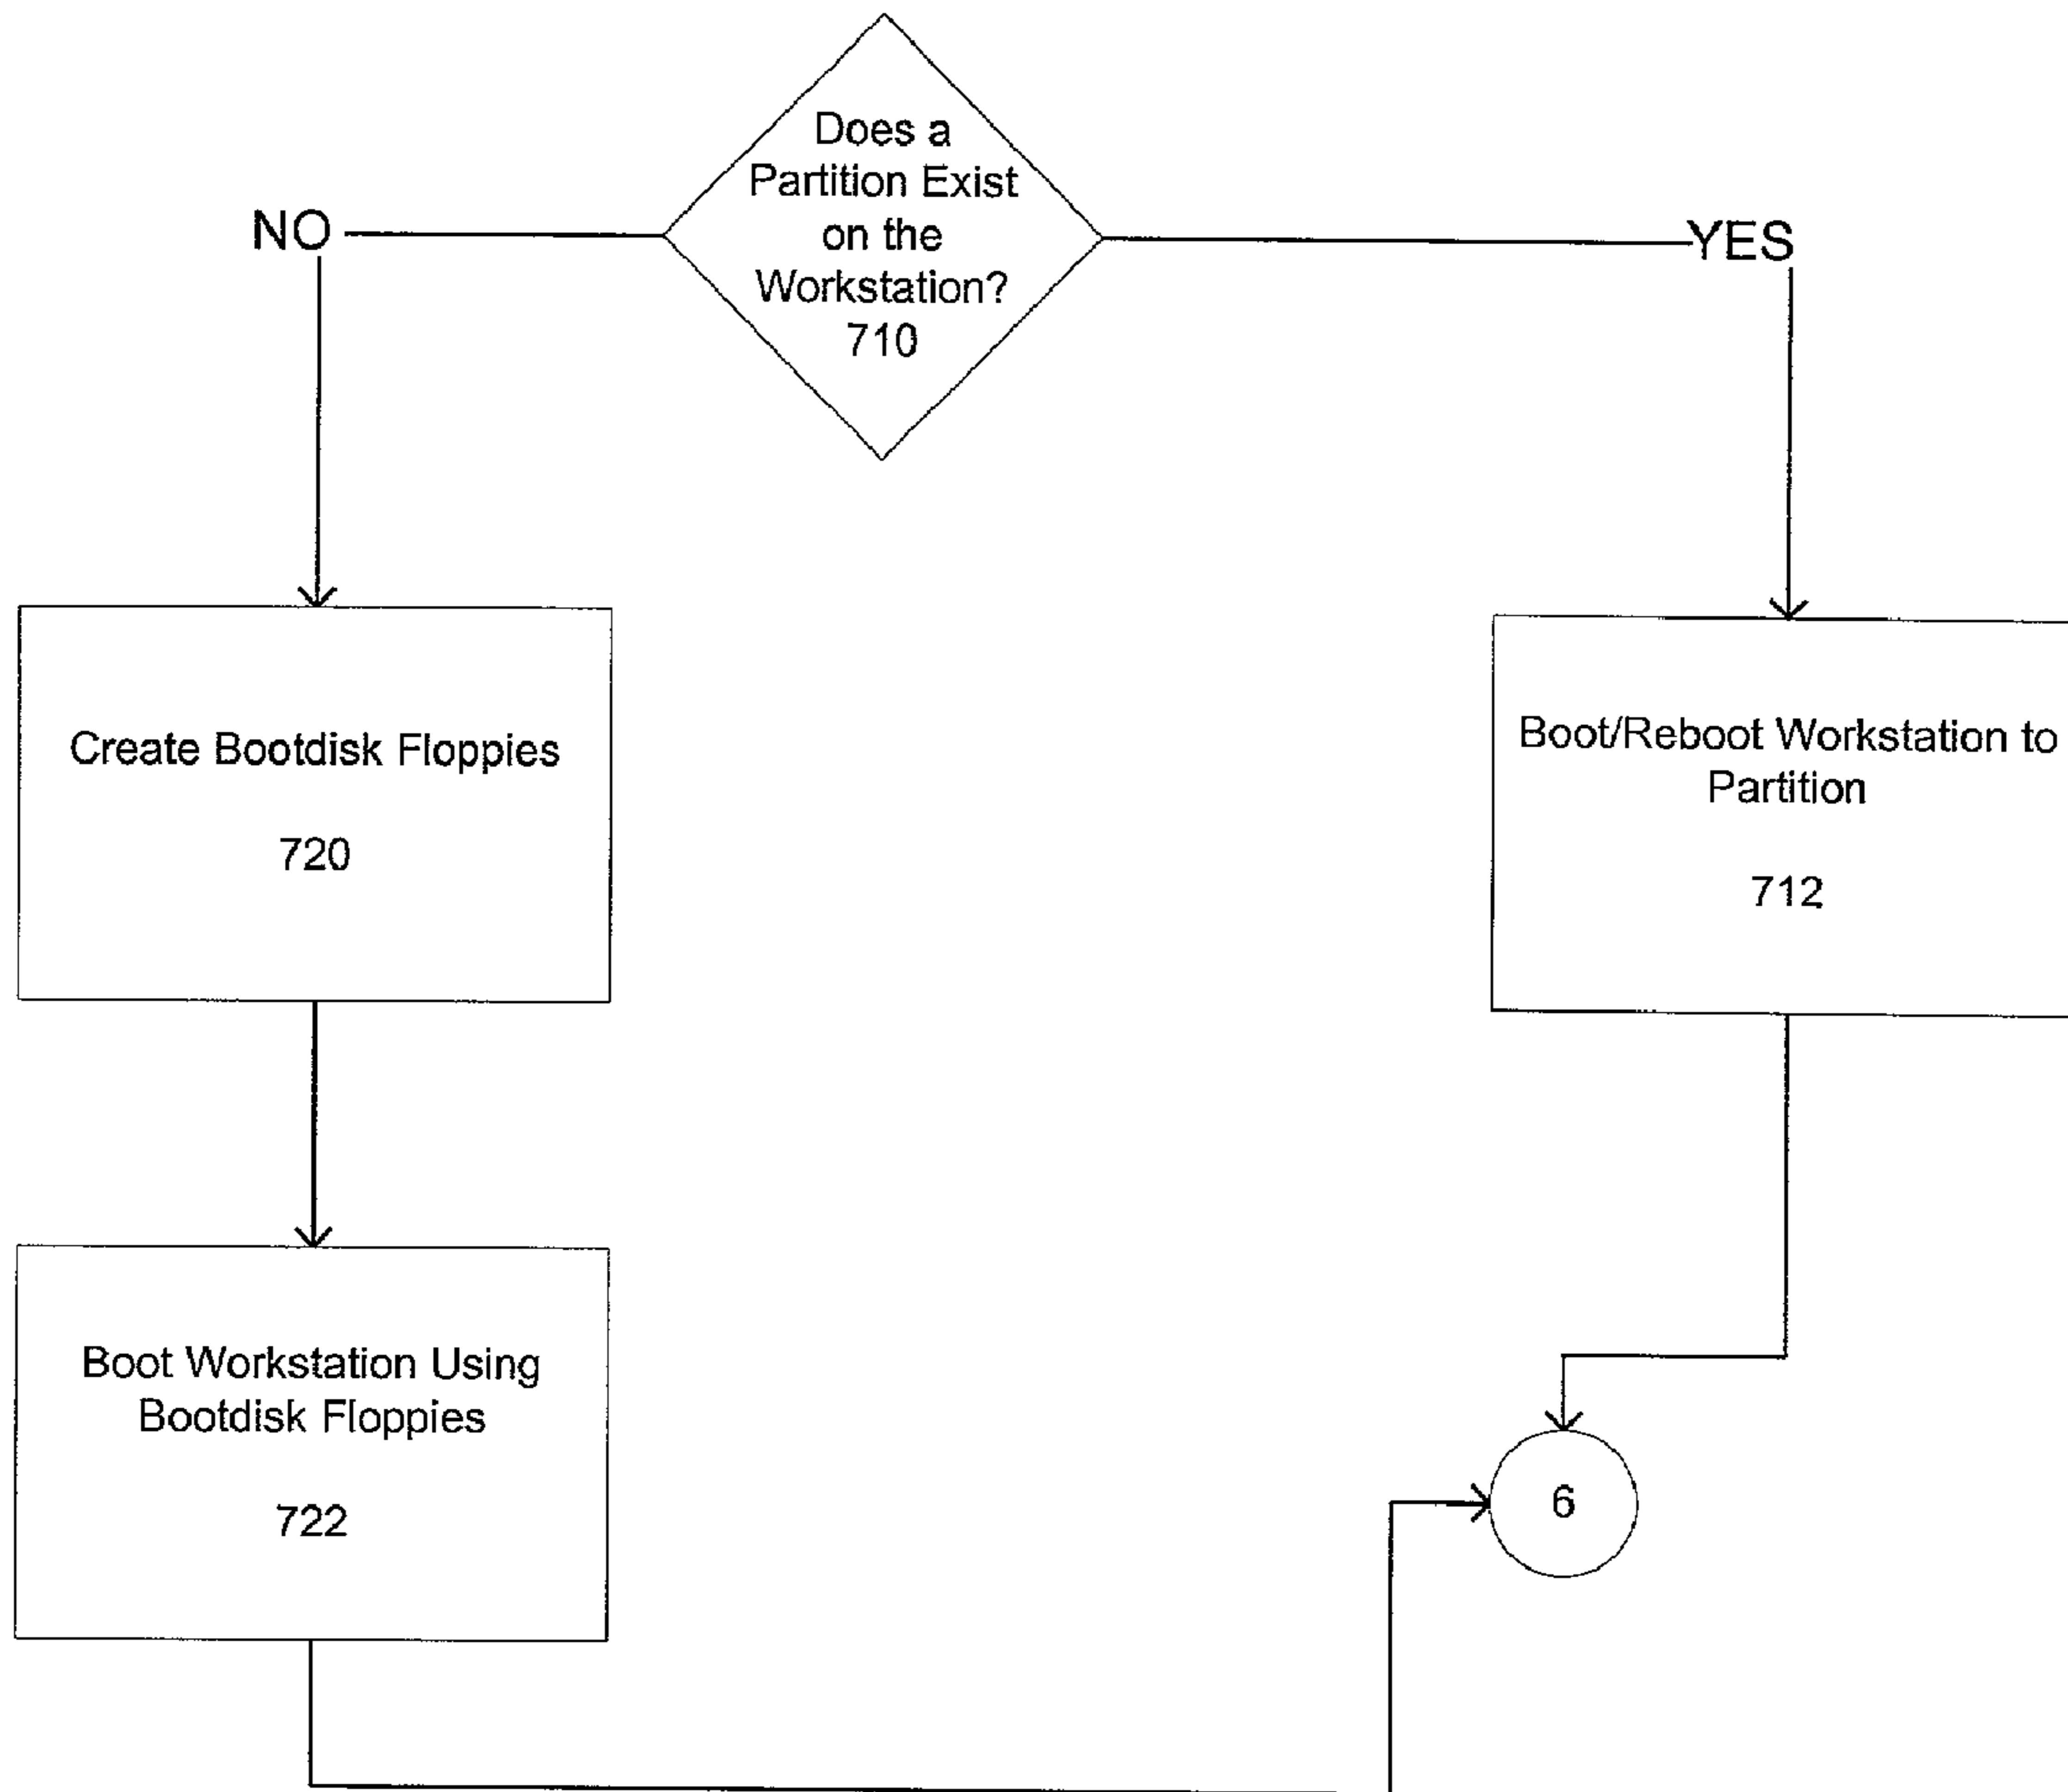 Does a
Partition Exist
on the
Workstation?
710
NO
YES
Create Bootdisk Floppies
720
Boot/Reboot Workstation to
Partition
712
Boot Workstation Using
Bootdisk Floppies
722
6